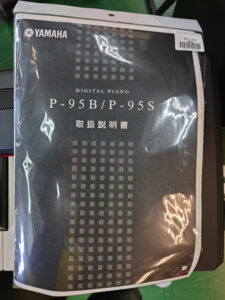 YAMAHA
DIGITAL PIANO
P-95B/P-95S
取扱説明書